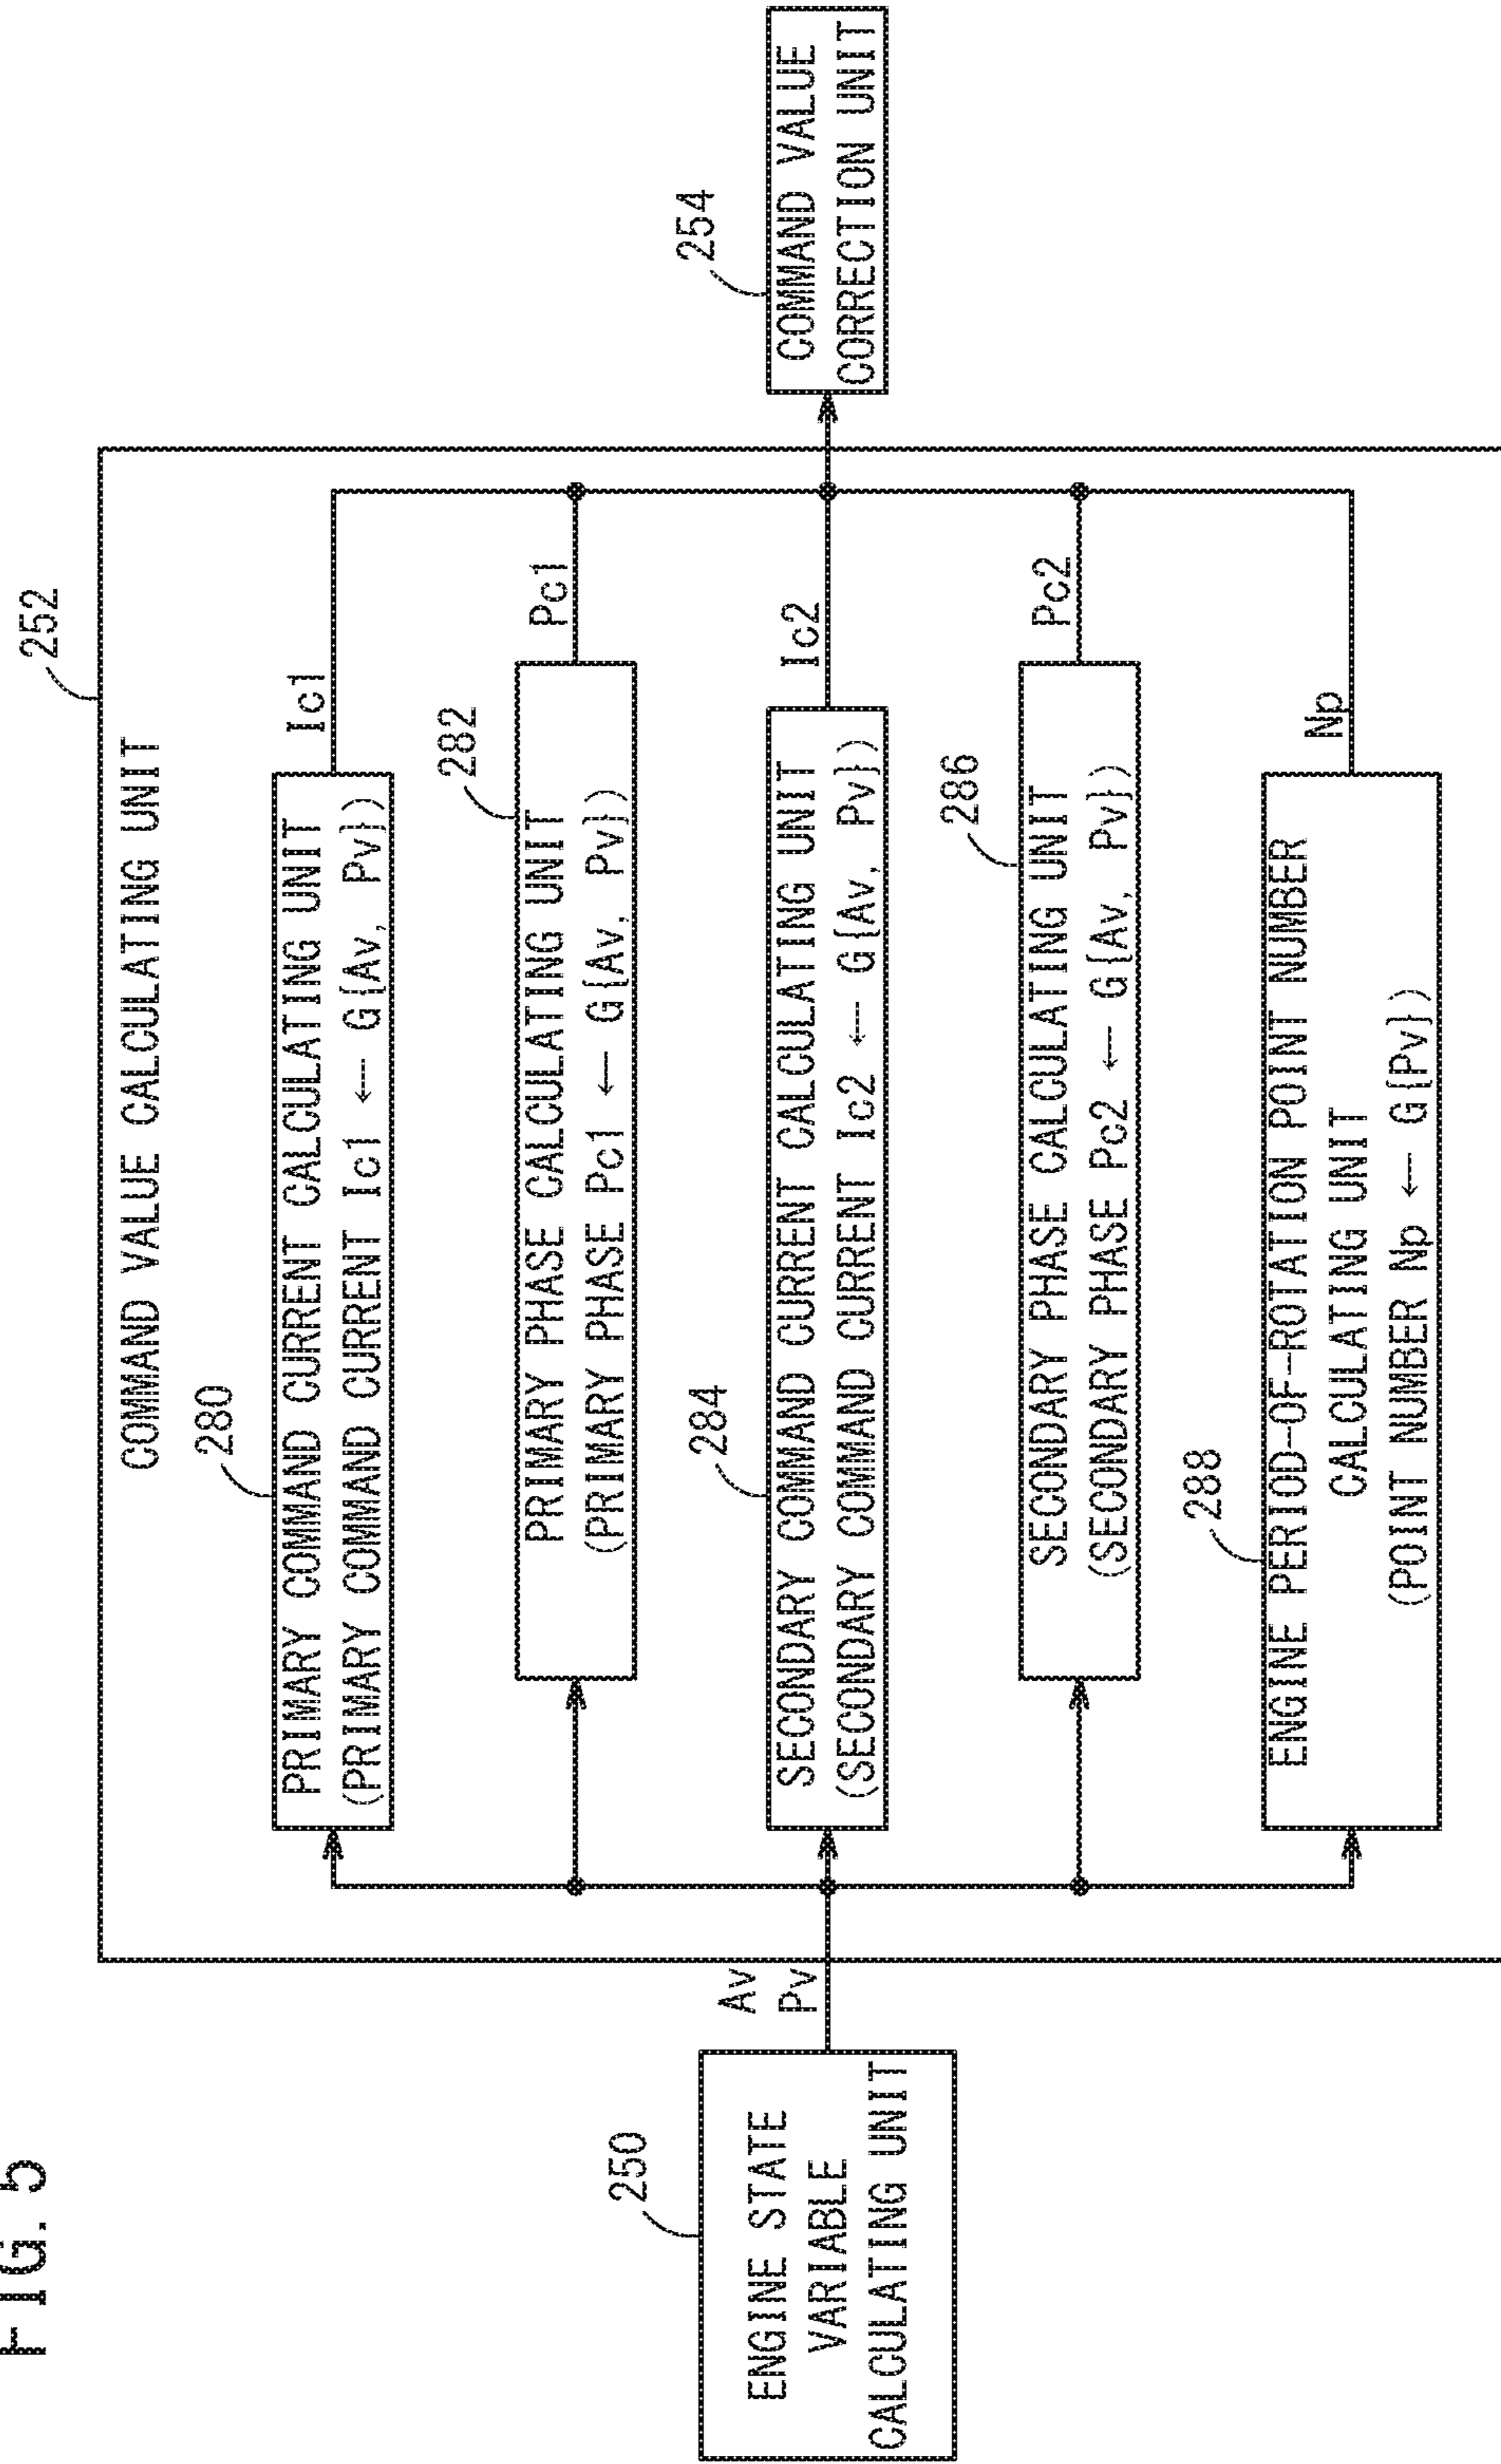 FIG. 5
252
COMMAND VALUE CALCULATING UNIT
280
PRIMARY COMMAND CURRENT CALCULATING UNIT
(PRIMARY COMMAND CURRENT Ic1 ← G{Av, Pv})
Ic1
282
PRIMARY PHASE CALCULATING UNIT
(PRIMARY PHASE Pc1 ← G{Av, Pv})
Pc1
250
ENGINE STATE
VARIABLE
CALCULATING UNIT
Av
Pv
284
SECONDARY COMMAND CURRENT CALCULATING UNIT
(SECONDARY COMMAND CURRENT Ic2 ← G{Av, Pv})
Ic2
254
COMMAND VALUE
CORRECTION UNIT
286
SECONDARY PHASE CALCULATING UNIT
(SECONDARY PHASE Pc2 ← G{Av, Pv})
Pc2
288
ENGINE PERIOD-OF-ROTATION POINT NUMBER
CALCULATING UNIT
(POINT NUMBER Np ← G{Pv})
Np